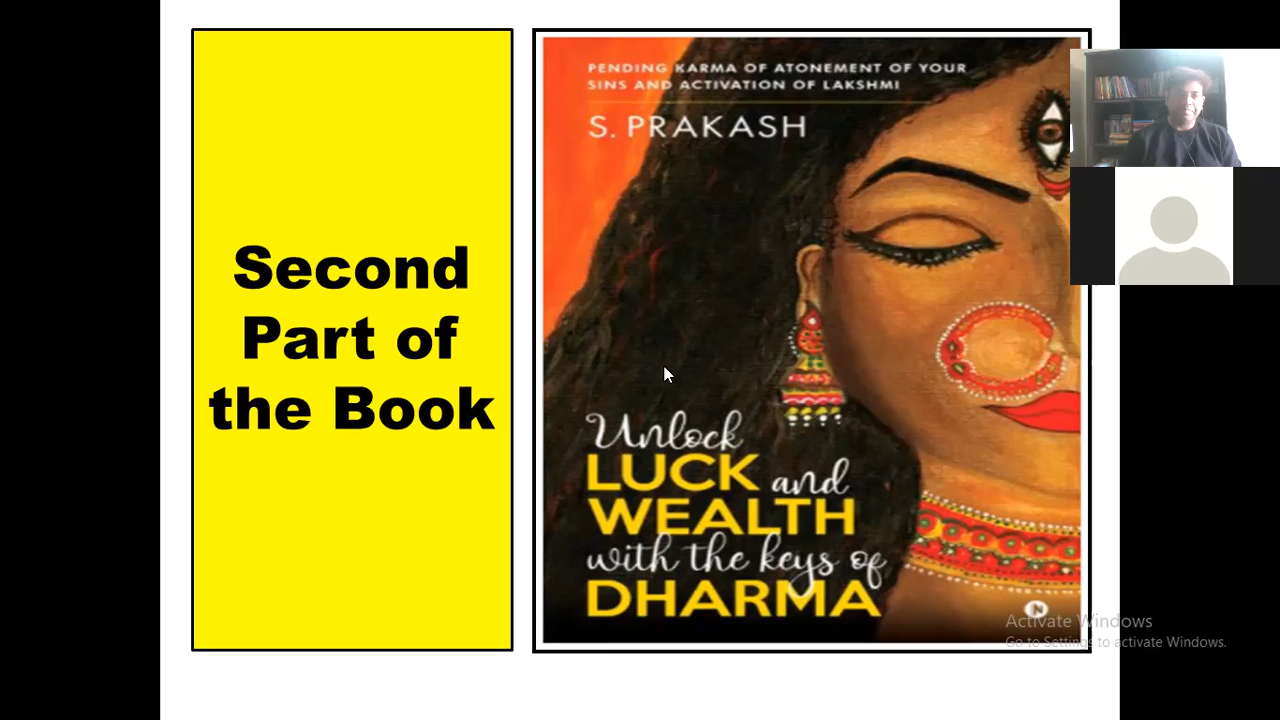 Second
Part of
the Book
PENDING KARMA OF ATONEMENT OF YOUR
SINS AND ACTIVATION OF LAKSHMI
S. PRAKASH
Unlock
LUCK and
WEALTH
with the keys of
DHARMA
N
Activate Windows
Go to Settings to activate Windows.